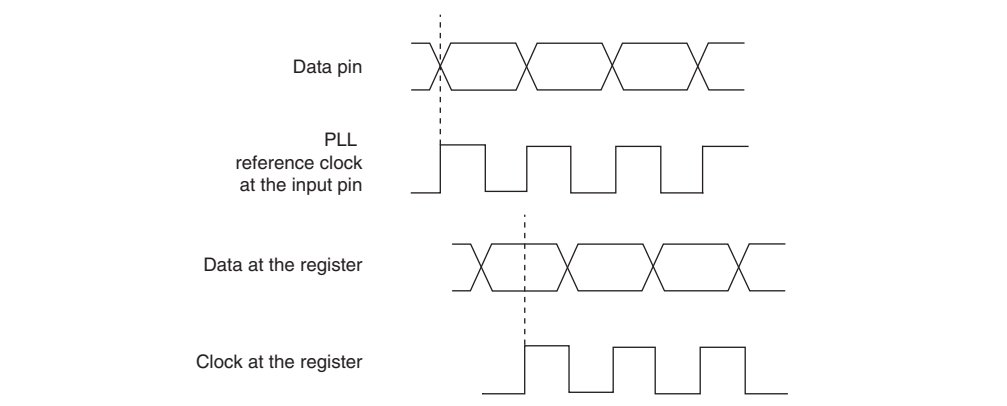 Data pin
PLL
reference clock
at the input pin
Data at the register
Clock at the register